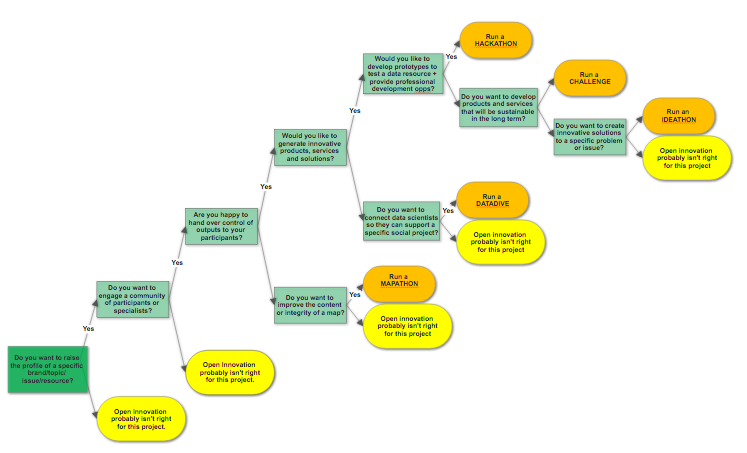 Run a
HACKATHON
Would you like to
develop prototypes to
test a data resource +
provide professional
development opps?
Yes
Run a
CHALLENGE
Do you want to develop
products and services
that will be sustainable
in the long term?
Run an
IDEATHON
Do you want to create
innovative solutions
to a specific problem
or issue?
Open innovation
probably isn't right
for this project
Yes
Would you like to
generate innovative
products, services
and solutions?
Yes
Do you want to
connect data scientists
so they can support a
specific social project?
Yes
Run a
DATADIVE
Open innovation
probably isn't right
for this project
Are you happy to
hand over control of
outputs to your
participants?
Yes
Do you want to
improve the content
or integrity of a map?
Yes
Run a
MAPATHON
Open innovation
probably isn't right
for this project
Do you want to
engage a community
of participants or
specialists?
Yes
Open Innovation
probably isn't right
for this project.
Do you want to raise
the profile of a specific
brand/topic/
issue/resource?
Open Innovation
probably isn't right
for this project.